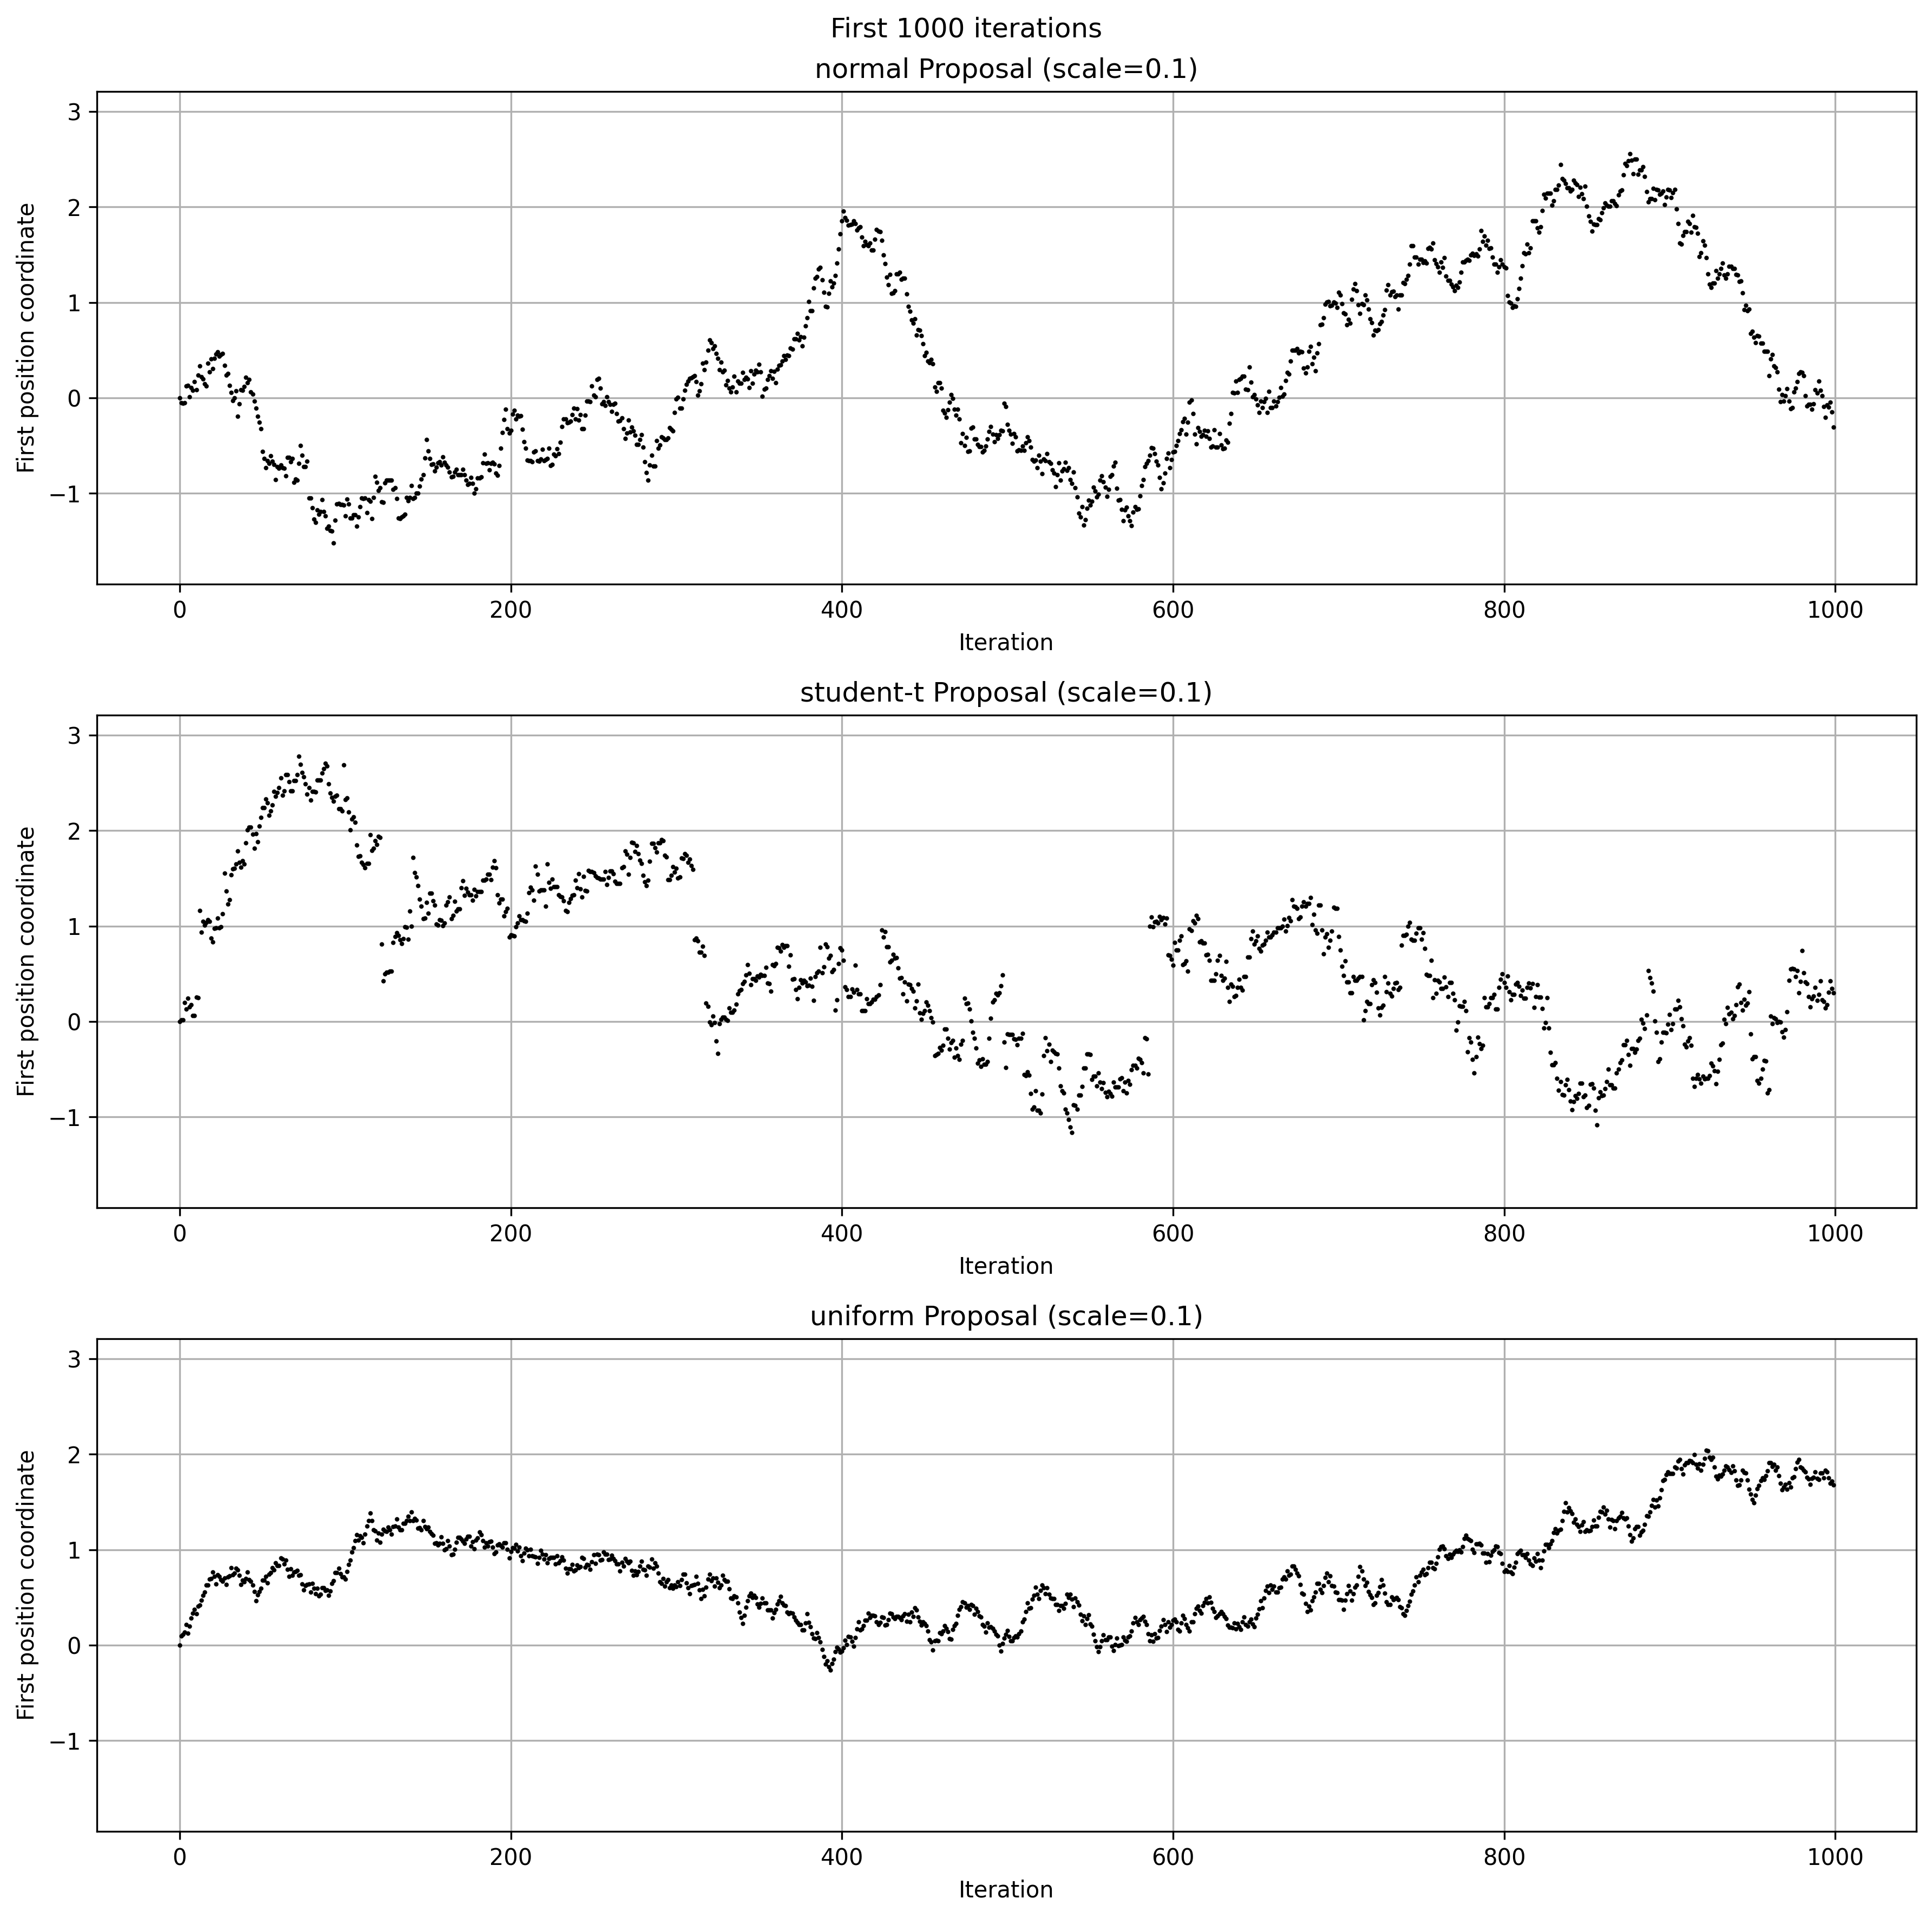 First 1000 iterations
normal Proposal (scale=0.1)
First position coordinate
3
2
1
0
−1
0 200 400 600 800 1000
Iteration
student-t Proposal (scale=0.1)
First position coordinate
3
2
1
0
−1
0 200 400 600 800 1000
Iteration
uniform Proposal (scale=0.1)
First position coordinate
3
2
1
0
−1
0 200 400 600 800 1000
Iteration